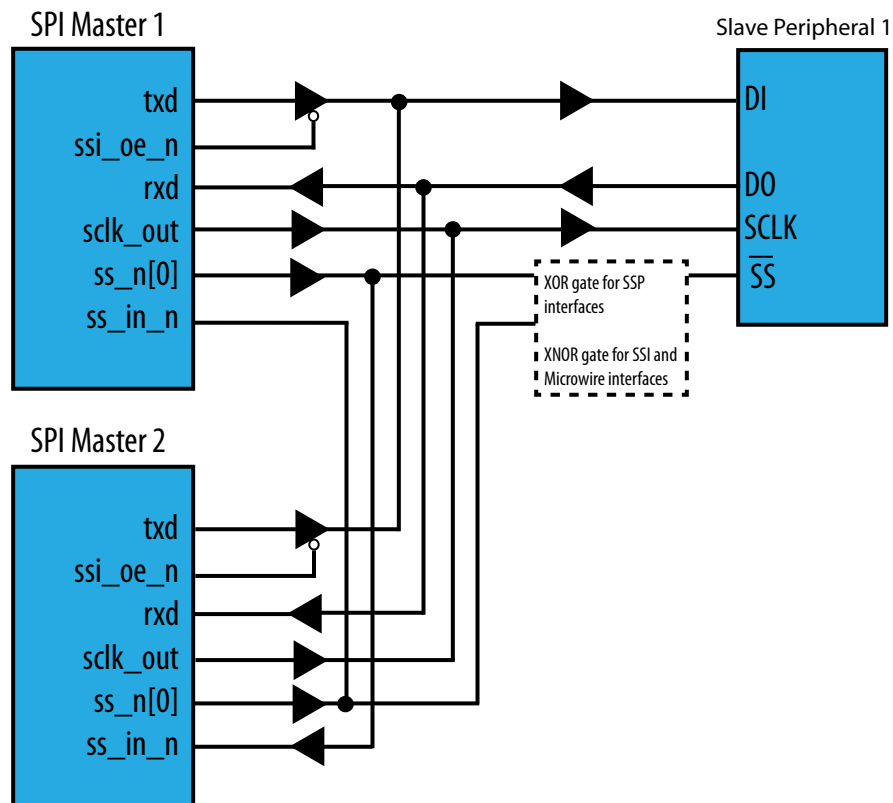 SPI Master 1
Slave Peripheral 1
txd
ssi_oe_n
rxd
sclk_out
ss_n[0]
ss_in_n
DI
DO
SCLK
SS
XOR gate for SSP
interfaces
XNOR gate for SSI and
Microwire interfaces
SPI Master 2
txd
ssi_oe_n
rxd
sclk_out
ss_n[0]
ss_in_n